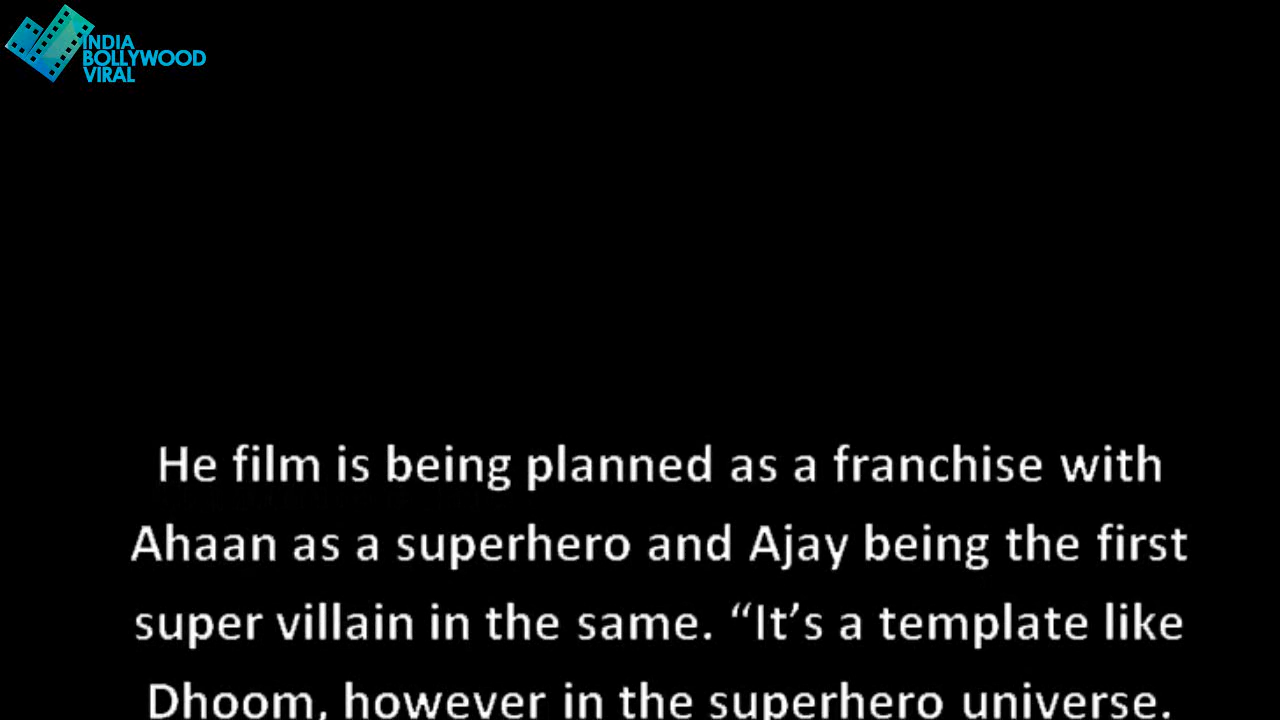 INDIA
BOLLYWOOD
VIRAL
He film is being planned as a franchise with
Ahaan as a superhero and Ajay being the first
super villain in the same. “It’s a template like
Dhoom, however in the superhero universe.